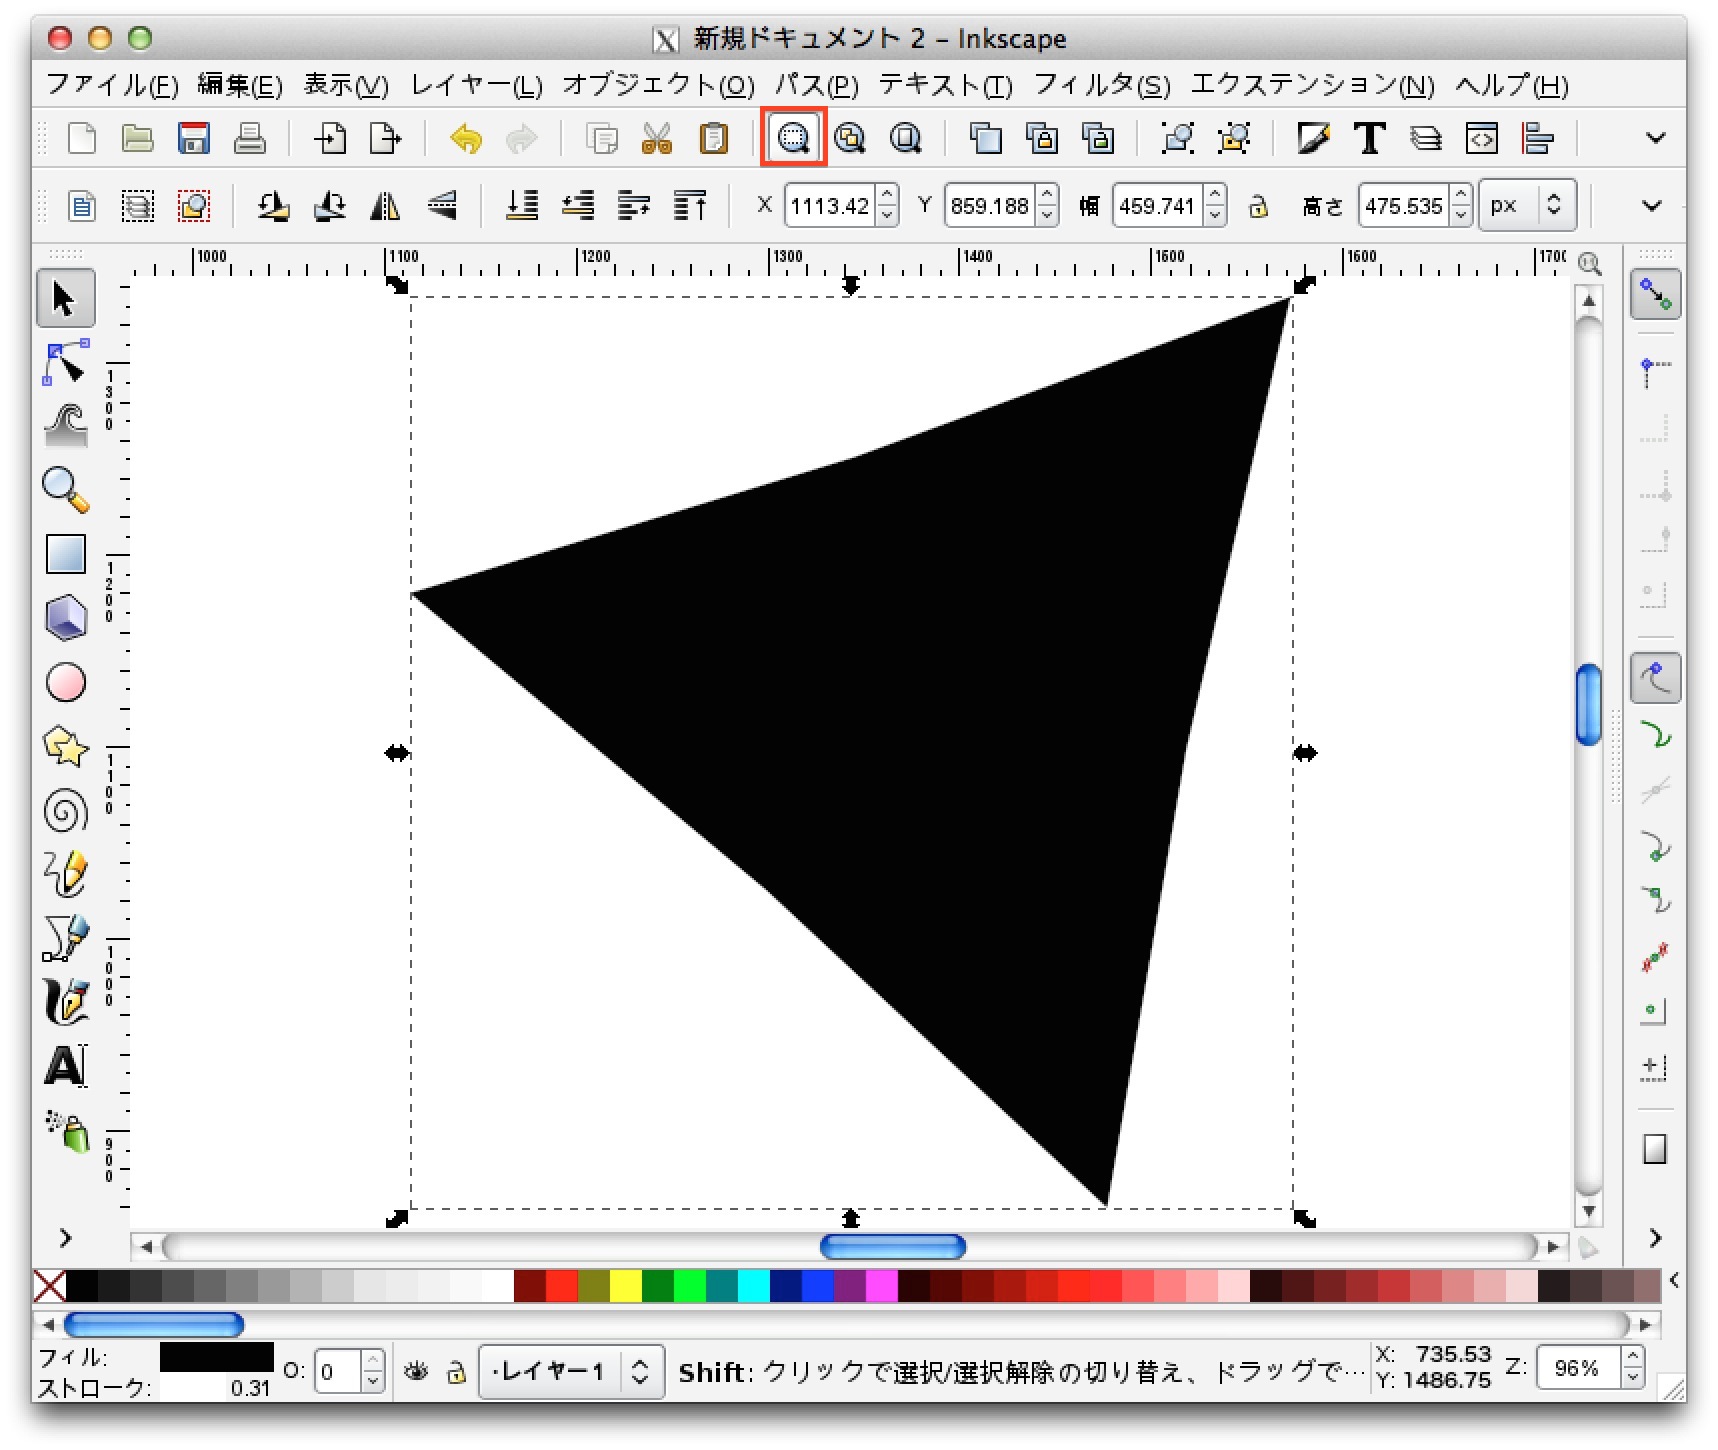 新規ドキュメント 2 – Inkscape
ファイル(F) 編集(E) 表示(V) レイヤー(L) オブジェクト(O) パス(P) テキスト(T) フィルタ(S) エクステンション(N) ヘルプ(H)
X 1113.42 Y 859.188 幅 459.741 高さ 475.535 px
1000 1100 1200 1300 1400 1600 1600 1700
1300
1200
1100
1000
900
フィル: O: 0 ・レイヤー1 Shift: クリックで選択/選択解除の切り替え、ドラッグで… X: 735.53 Z: 96%
ストローク: 0.31 Y: 1486.75